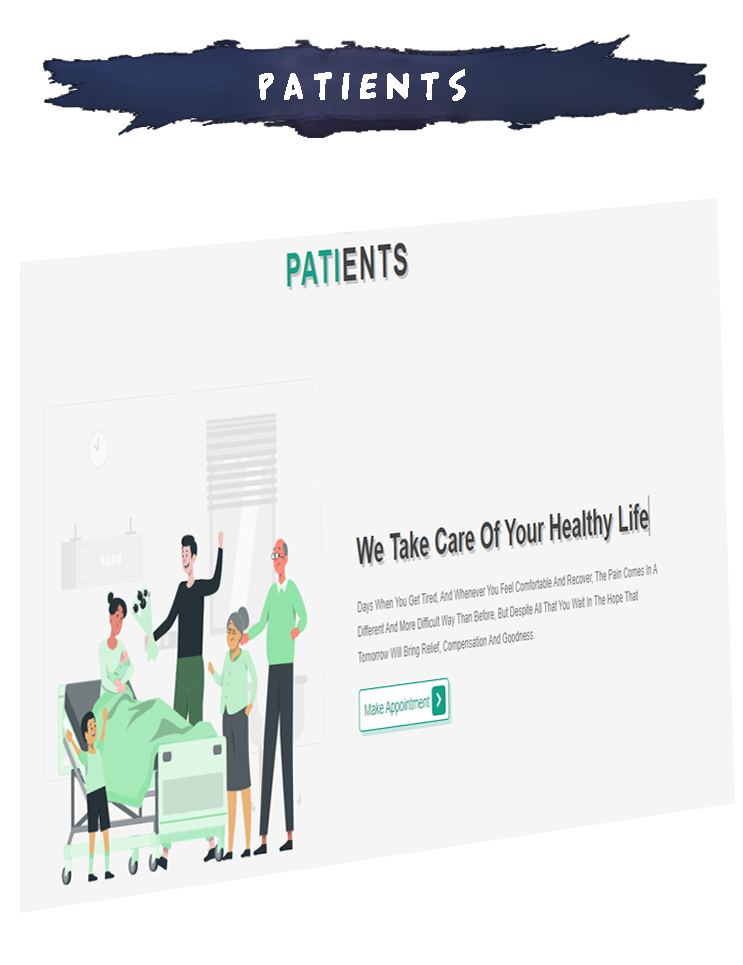 PATIENTS
PATIENTS
We Take Care Of Your Healthy Life
Days When You Get Tired, And Whenever You Feel Comfortable And Recover, The Pain Comes In A
Different And More Difficult Way Than Before, But Despite All That You Wait In The Hope That
Tomorrow Will Bring Relief, Compensation And Goodness.
Make Appointment